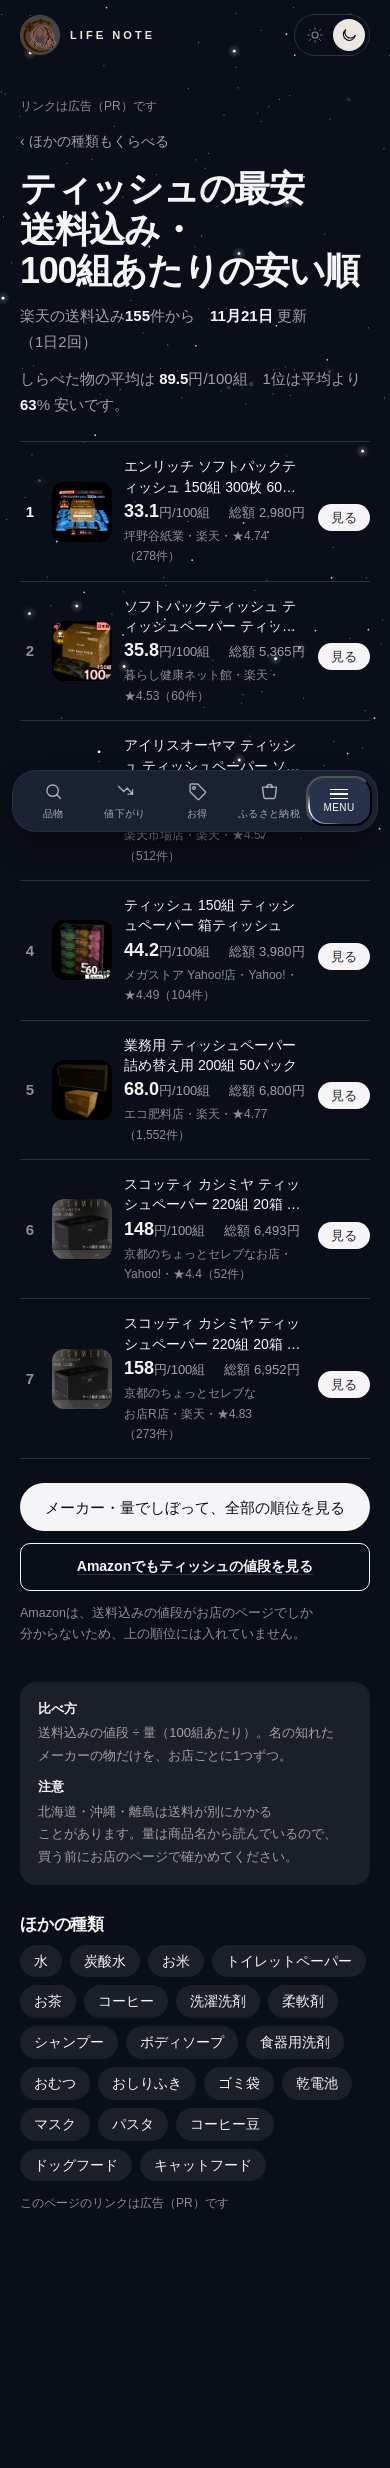 LIFE NOTE
リンクは広告（PR）です
‹ ほかの種類もくらべる
ティッシュの最安
送料込み・
100組あたりの安い順
楽天の送料込み155件から　11月21日 更新
（1日2回）
しらべた物の平均は 89.5円/100組。1位は平均より
63% 安いです。
1
エンリッチ ソフトパックテ
ィッシュ 150組 300枚 60…
33.1円/100組 総額 2,980円
坪野谷紙業・楽天・★4.74
（278件）
見る
2
ソフトパックティッシュ テ
ィッシュペーパー ティッ…
35.8円/100組 総額 5,365円
暮らし健康ネット館・楽天・
★4.53（60件）
見る
アイリスオーヤマ ティッシ
ュ ティッシュペーパー ソ…
品物
値下がり
お得
ふるさと納税
MENU
楽天市場店・楽天・★4.57
（512件）
4
ティッシュ 150組 ティッシ
ュペーパー 箱ティッシュ
44.2円/100組 総額 3,980円
メガストア Yahoo!店・Yahoo!・
★4.49（104件）
見る
5
業務用 ティッシュペーパー
詰め替え用 200組 50パック
68.0円/100組 総額 6,800円
エコ肥料店・楽天・★4.77
（1,552件）
見る
6
スコッティ カシミヤ ティッ
シュペーパー 220組 20箱 …
148円/100組 総額 6,493円
京都のちょっとセレブなお店・
Yahoo!・★4.4（52件）
見る
7
スコッティ カシミヤ ティッ
シュペーパー 220組 20箱 …
158円/100組 総額 6,952円
京都のちょっとセレブな
お店R店・楽天・★4.83
（273件）
見る
メーカー・量でしぼって、全部の順位を見る
Amazonでもティッシュの値段を見る
Amazonは、送料込みの値段がお店のページでしか
分からないため、上の順位には入れていません。
比べ方
送料込みの値段 ÷ 量（100組あたり）。名の知れた
メーカーの物だけを、お店ごとに1つずつ。
注意
北海道・沖縄・離島は送料が別にかかる
ことがあります。量は商品名から読んでいるので、
買う前にお店のページで確かめてください。
ほかの種類
水 炭酸水 お米 トイレットペーパー
お茶 コーヒー 洗濯洗剤 柔軟剤
シャンプー ボディソープ 食器用洗剤
おむつ おしりふき ゴミ袋 乾電池
マスク パスタ コーヒー豆
ドッグフード キャットフード
このページのリンクは広告（PR）です